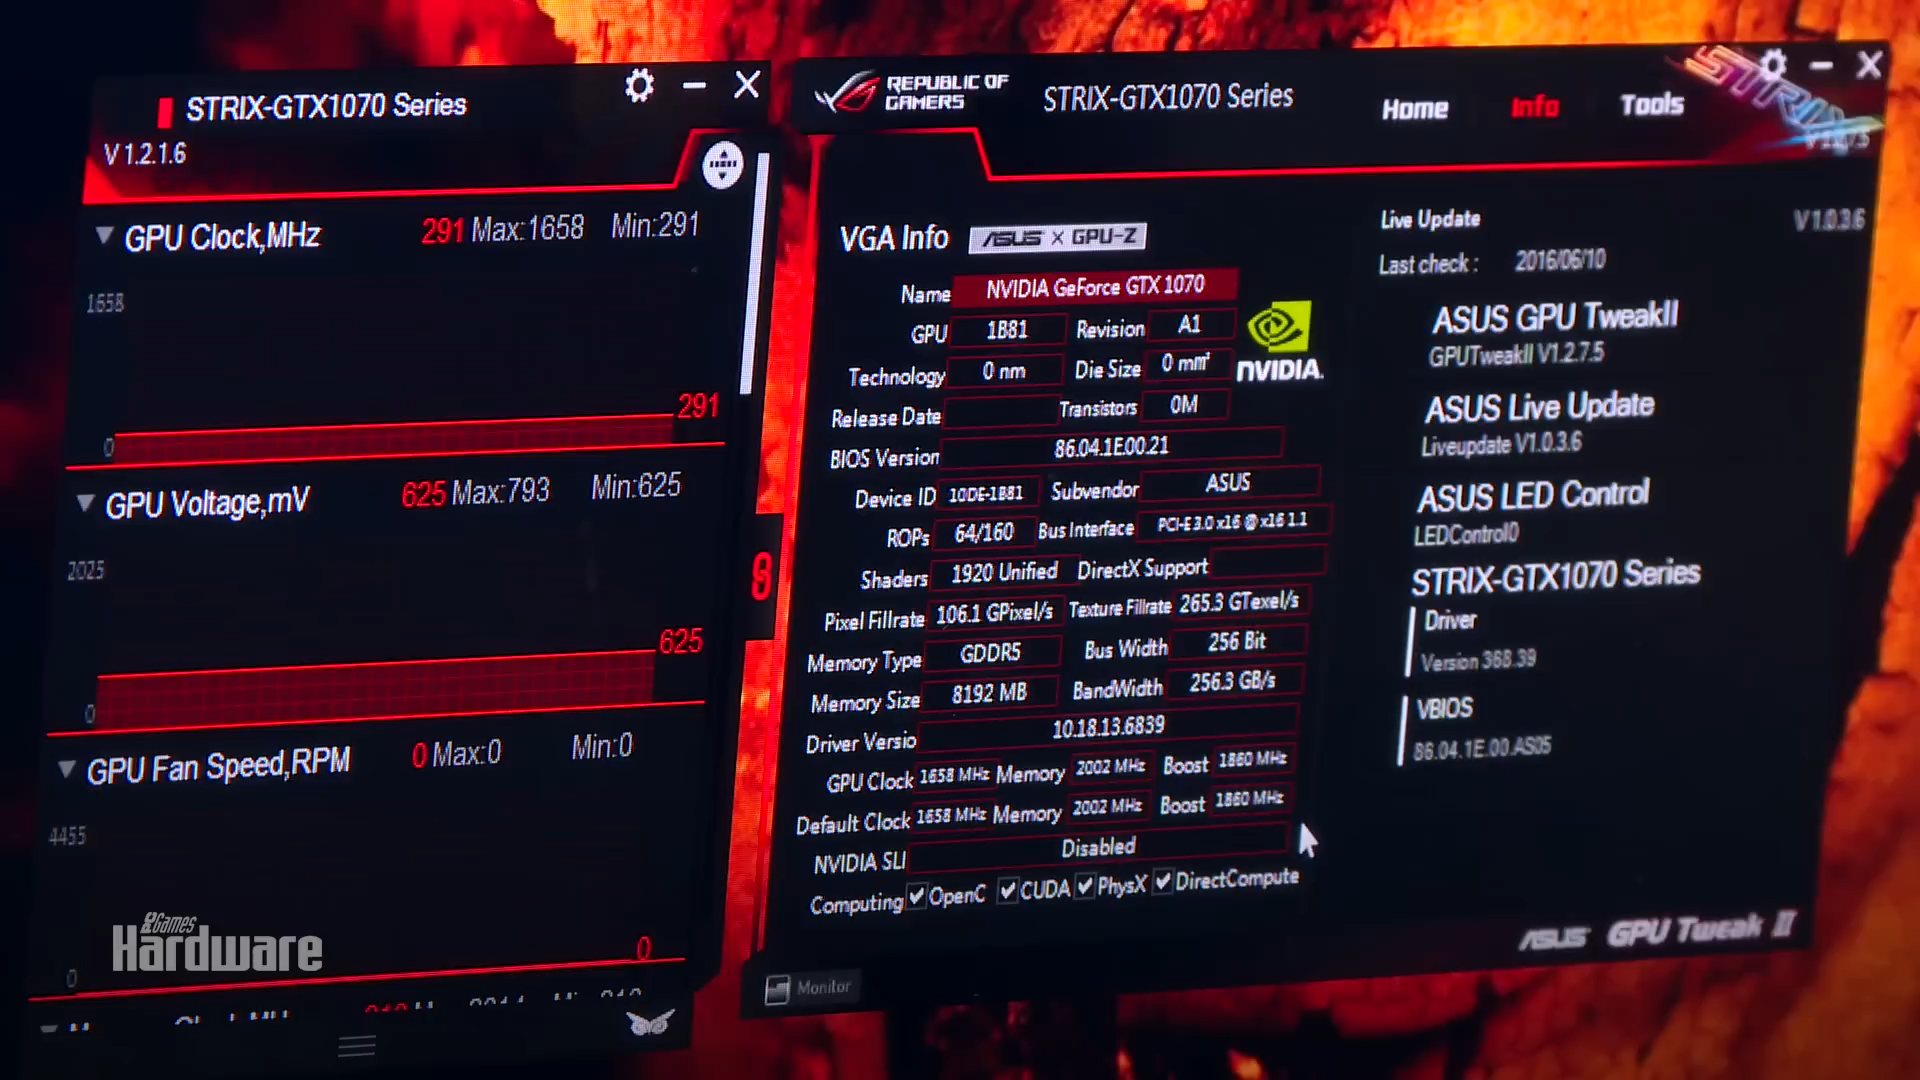 STRIX-GTX1070 Series
V 1.2.1.6
GPU Clock,MHz 291 Max:1658 Min:291
1658
291
0
GPU Voltage,mV 625 Max:793 Min:625
2025
625
0
GPU Fan Speed,RPM 0 Max:0 Min:0
4455
0
0
Games
Hardware
REPUBLIC OF
GAMERS
STRIX-GTX1070 Series
Home Info Tools
STRIX
VGA Info ASUS × GPU-Z
Name NVIDIA GeForce GTX 1070
GPU 1B81 Revision A1
NVIDIA.
Technology 0 nm Die Size 0 mm²
Release Date Transistors 0M
BIOS Version 86.04.1E.00.21
Device ID 10DE-1B81 Subvendor ASUS
ROPs 64/160 Bus Interface PCI-E 3.0 x16 @ x16 1.1
Shaders 1920 Unified DirectX Support
Pixel Fillrate 106.1 GPixel/s Texture Fillrate 265.3 GTexel/s
Memory Type GDDR5 Bus Width 256 Bit
Memory Size 8192 MB BandWidth 256.3 GB/s
Driver Versio 10.18.13.6839
GPU Clock 1658 MHz Memory 2002 MHz Boost 1860 MHz
Default Clock 1658 MHz Memory 2002 MHz Boost 1860 MHz
NVIDIA SLI Disabled
Computing OpenC CUDA PhysX DirectCompute
Monitor
Live Update V1.0.3.6
Last check : 2016/06/10
ASUS GPU TweakII
GPUTweakII V1.2.7.5
ASUS Live Update
Liveupdate V1.0.3.6
ASUS LED Control
LEDControl0
STRIX-GTX1070 Series
Driver
Version 368.39
VBIOS
86.04.1E.00.AS05
ASUS GPU Tweak II